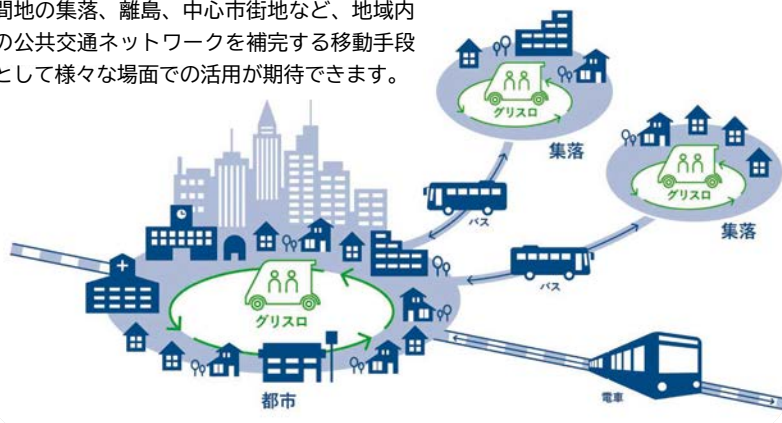 間地の集落、離島、中心市街地など、地域内
の公共交通ネットワークを補完する移動手段
として様々な場面での活用が期待できます。
グリスロ
集落
グリスロ
集落
バス
バス
グリスロ
都市
電車